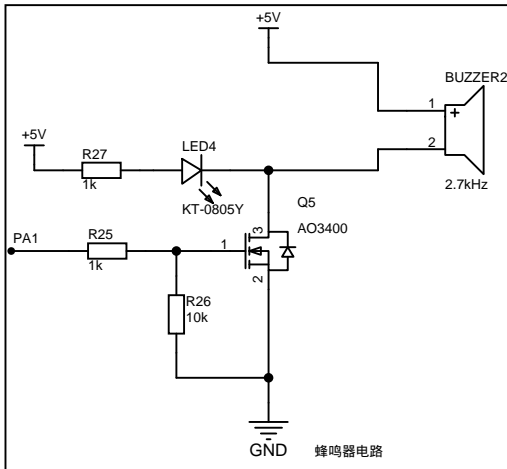 +5V
BUZZER2
1
+
2
2.7kHz
+5V
R27
1k
LED4
KT-0805Y
Q5
AO3400
3
1
2
PA1
R25
1k
R26
10k
GND
蜂鸣器电路